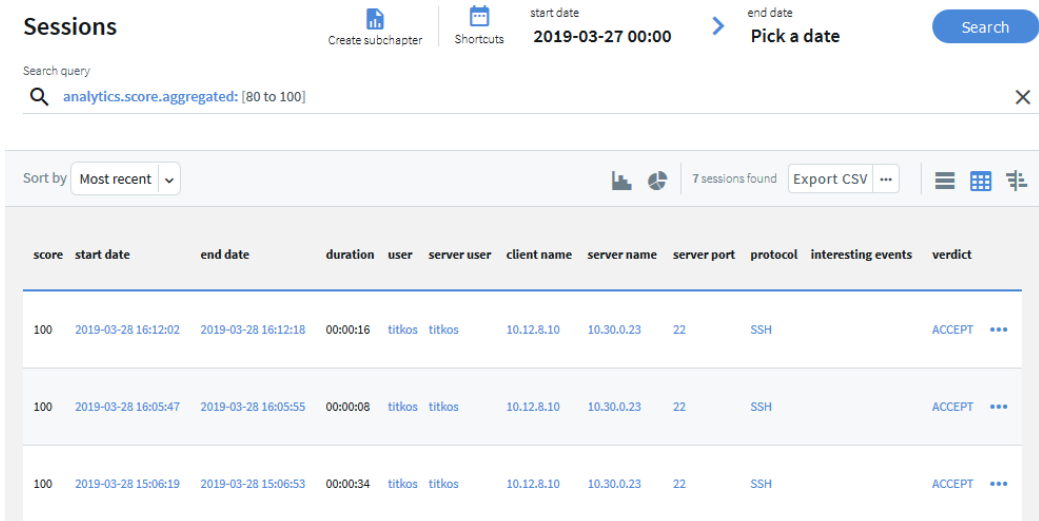 Sessions
Create subchapter
Shortcuts
start date
2019-03-27 00:00
end date
Pick a date
Search
Search query
analytics.score.aggregated: [80 to 100]
Sort by Most recent
7 sessions found
Export CSV
score start date end date duration user server user client name server name server port protocol interesting events verdict
100 2019-03-28 16:12:02 2019-03-28 16:12:18 00:00:16 titkos titkos 10.12.8.10 10.30.0.23 22 SSH ACCEPT
100 2019-03-28 16:05:47 2019-03-28 16:05:55 00:00:08 titkos titkos 10.12.8.10 10.30.0.23 22 SSH ACCEPT
100 2019-03-28 15:06:19 2019-03-28 15:06:53 00:00:34 titkos titkos 10.12.8.10 10.30.0.23 22 SSH ACCEPT